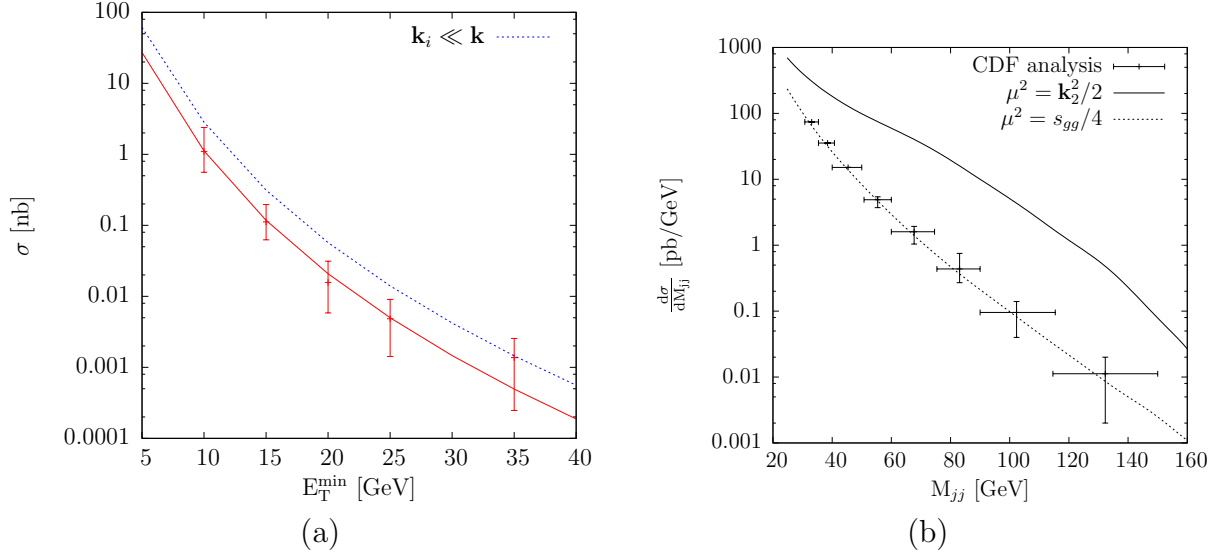 100
10
1
0.1
0.01
0.001
0.0001
σ [nb]
𝐤ᵢ ≪ 𝐤
5 10 15 20 25 30 35 40
E_T^min [GeV]
(a)
1000
100
10
1
0.1
0.01
0.001
dσ/dM_jj [pb/GeV]
CDF analysis
μ² = 𝐤₂²/2
μ² = s_gg/4
20 40 60 80 100 120 140 160
M_jj [GeV]
(b)